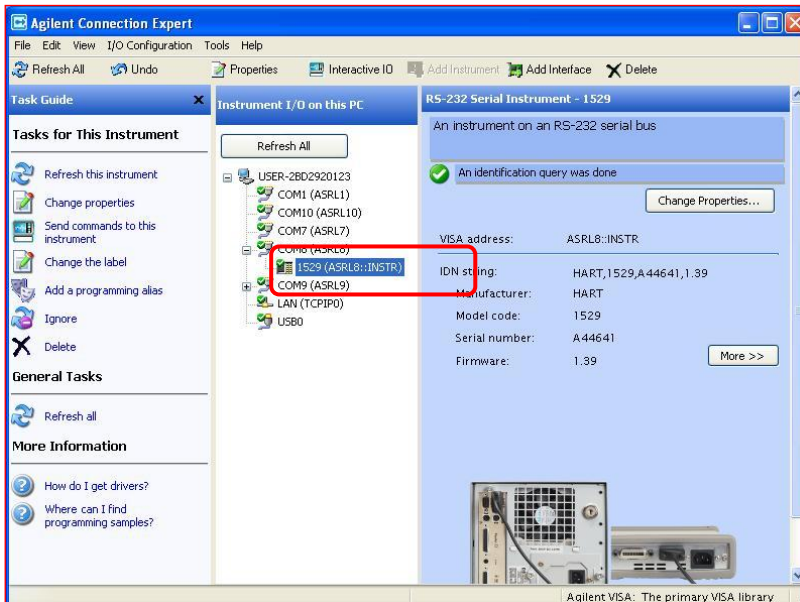 Agilent Connection Expert
File Edit View I/O Configuration Tools Help
Refresh All Undo Properties Interactive IO Add Instrument Add Interface Delete
Task Guide
Tasks for This Instrument
Refresh this instrument
Change properties
Send commands to this
instrument
Change the label
Add a programming alias
Ignore
Delete
General Tasks
Refresh all
More Information
How do I get drivers?
Where can I find
programming samples?
Instrument I/O on this PC
Refresh All
USER-2BD2920123
COM1 (ASRL1)
COM10 (ASRL10)
COM7 (ASRL7)
COM8 (ASRL8)
1529 (ASRL8::INSTR)
COM9 (ASRL9)
LAN (TCPIP0)
USB0
RS-232 Serial Instrument - 1529
An instrument on an RS-232 serial bus
An identification query was done
Change Properties...
VISA address: ASRL8::INSTR
IDN string: HART,1529,A44641,1.39
Manufacturer: HART
Model code: 1529
Serial number: A44641
Firmware: 1.39
More >>
Agilent VISA: The primary VISA library